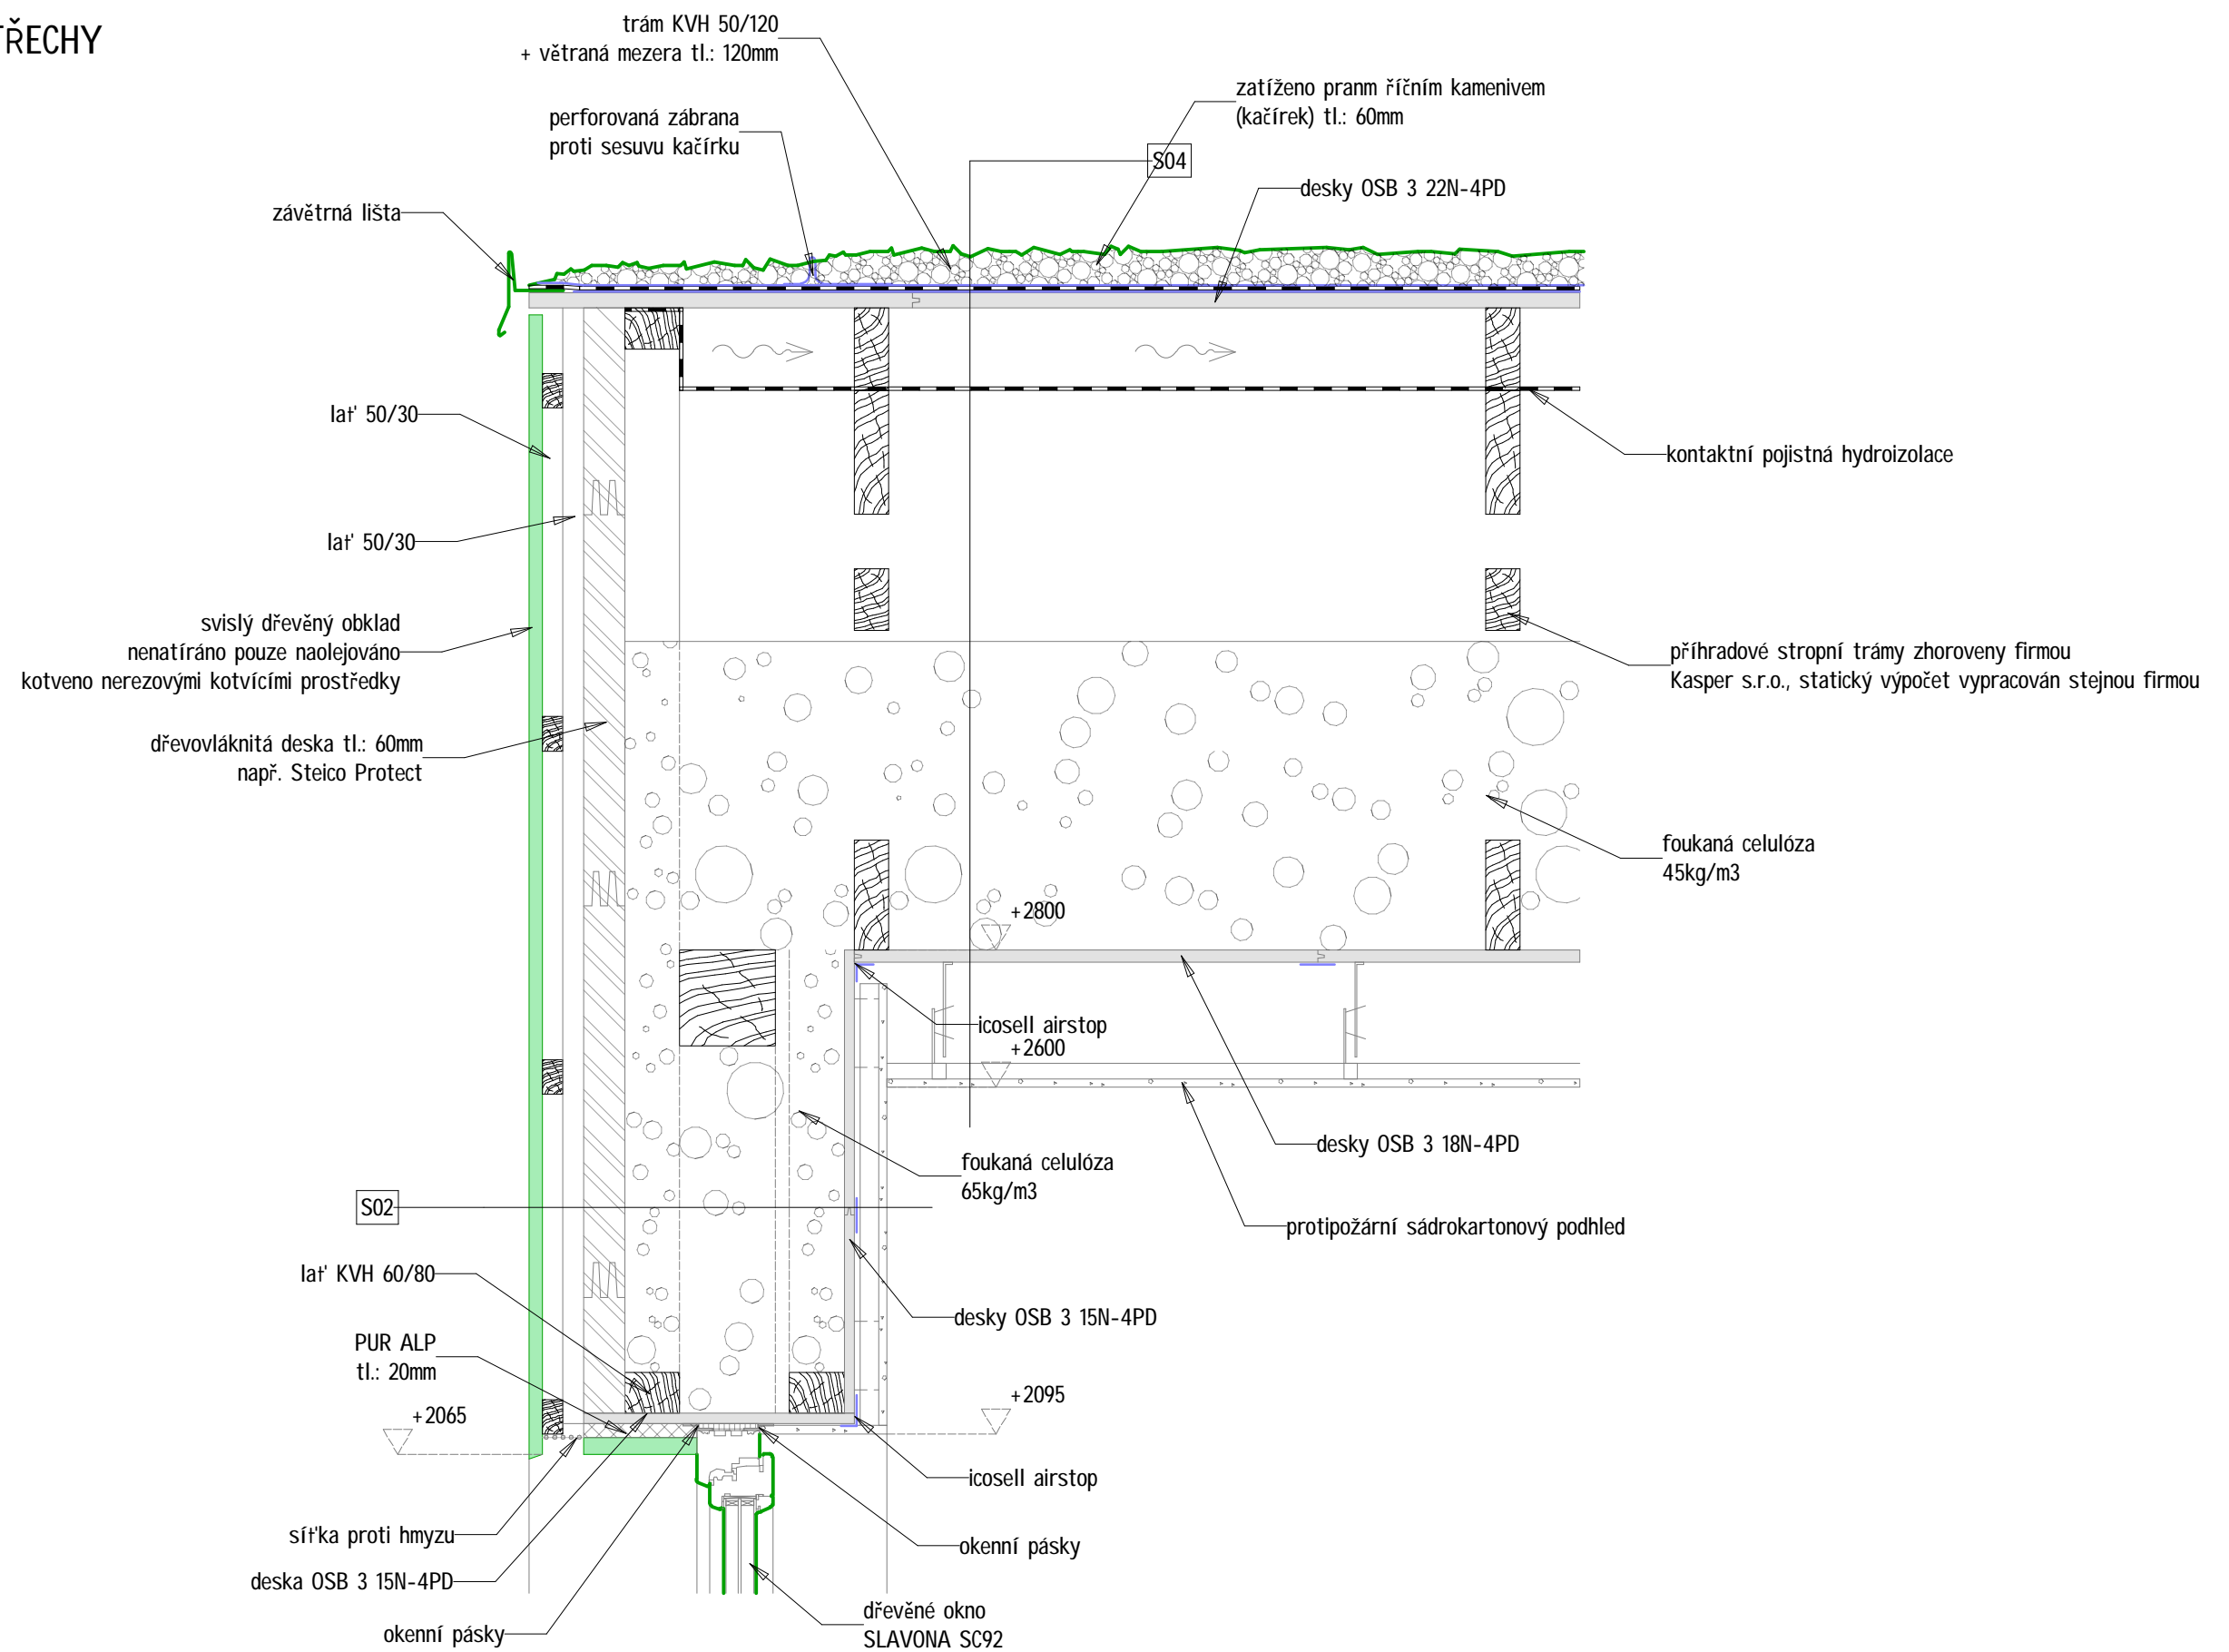 TŘECHY
trám KVH 50/120
+ větraná mezera tl.: 120mm
zatíženo pranm říčním kamenivem
(kačírek) tl.: 60mm
perforovaná zábrana
proti sesuvu kačírku
S04
desky OSB 3 22N-4PD
závětrná lišta
lať 50/30
kontaktní pojistná hydroizolace
lať 50/30
svislý dřevěný obklad
nenatíráno pouze naolejováno
kotveno nerezovými kotvícími prostředky
příhradové stropní trámy zhoroveny firmou
Kasper s.r.o., statický výpočet vypracován stejnou firmou
dřevovláknitá deska tl.: 60mm
např. Steico Protect
foukaná celulóza
45kg/m3
+2800
icosell airstop
+2600
desky OSB 3 18N-4PD
foukaná celulóza
65kg/m3
S02
protipožární sádrokartonový podhled
lať KVH 60/80
desky OSB 3 15N-4PD
PUR ALP
tl.: 20mm
+2095
+2065
icosell airstop
síťka proti hmyzu
okenní pásky
deska OSB 3 15N-4PD
dřevěné okno
SLAVONA SC92
okenní pásky